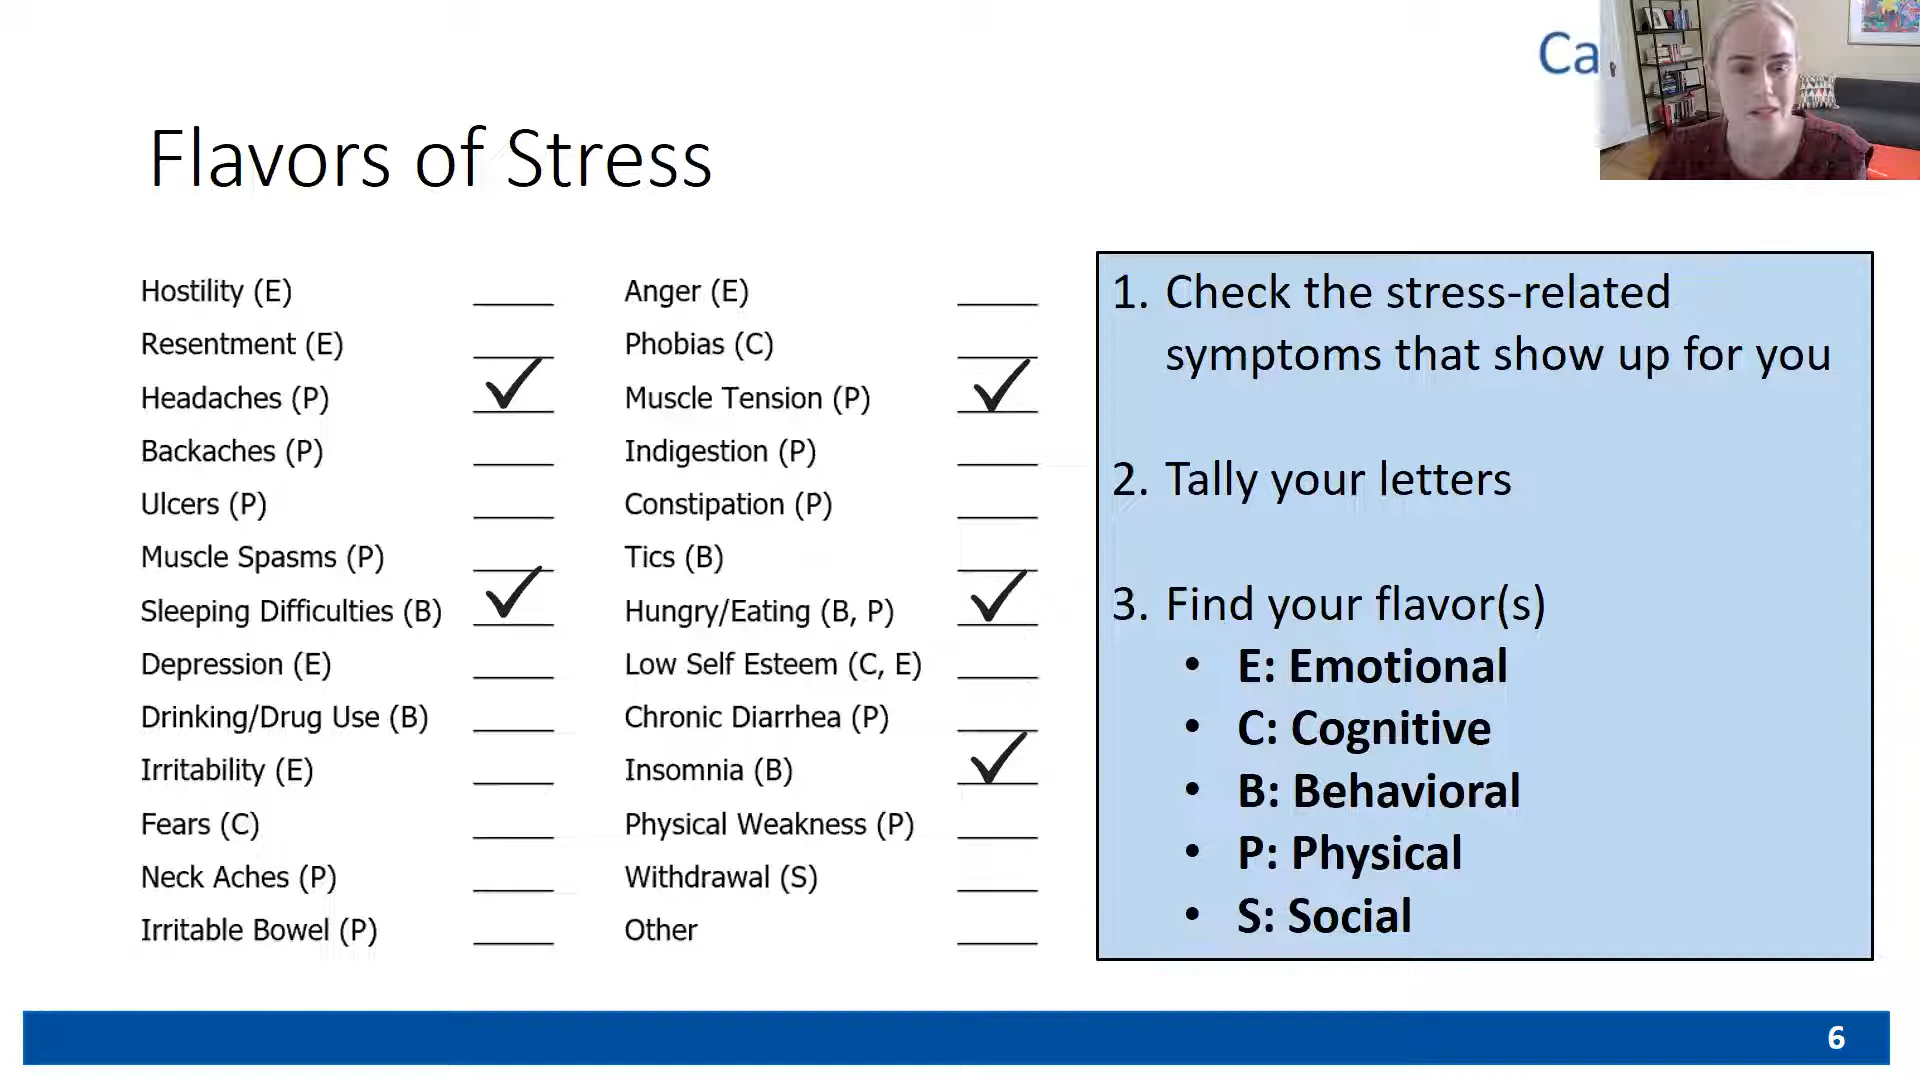 Ca
Flavors of Stress
Hostility (E)
Resentment (E)
Headaches (P)
Backaches (P)
Ulcers (P)
Muscle Spasms (P)
Sleeping Difficulties (B)
Depression (E)
Drinking/Drug Use (B)
Irritability (E)
Fears (C)
Neck Aches (P)
Irritable Bowel (P)
Anger (E)
Phobias (C)
Muscle Tension (P)
Indigestion (P)
Constipation (P)
Tics (B)
Hungry/Eating (B, P)
Low Self Esteem (C, E)
Chronic Diarrhea (P)
Insomnia (B)
Physical Weakness (P)
Withdrawal (S)
Other
1. Check the stress-related
symptoms that show up for you
2. Tally your letters
3. Find your flavor(s)
• E: Emotional
• C: Cognitive
• B: Behavioral
• P: Physical
• S: Social
6